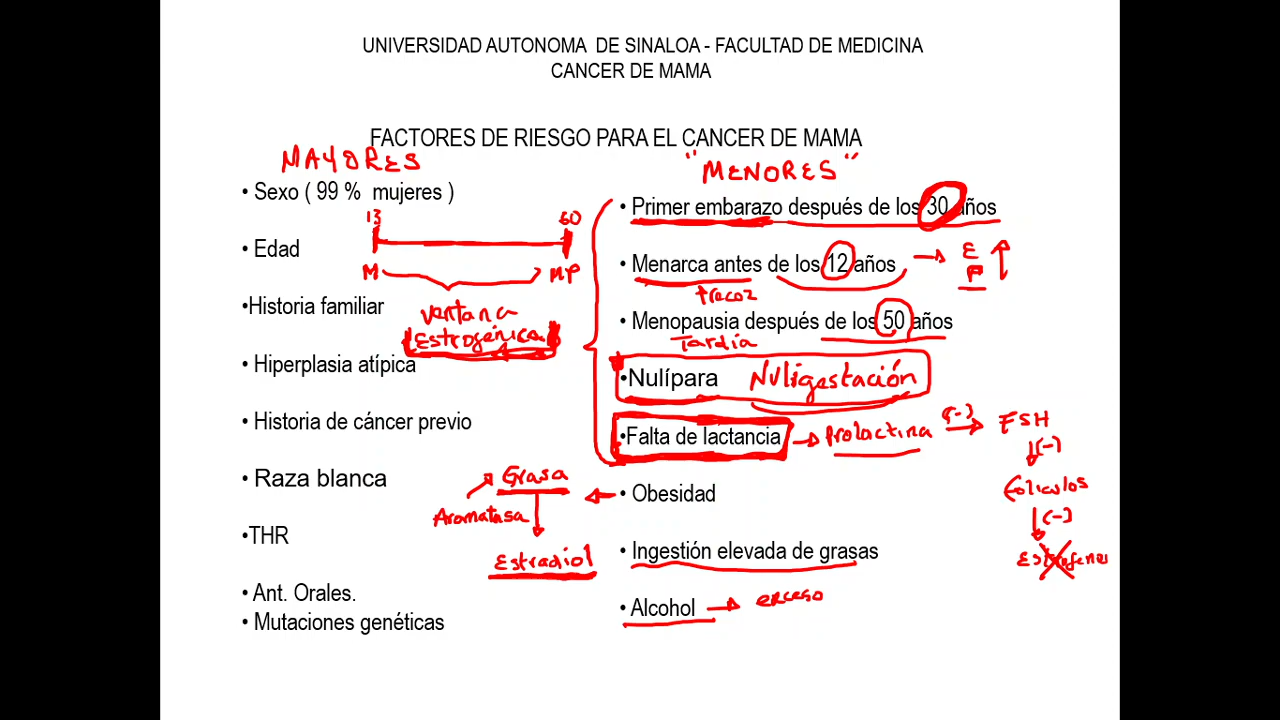 UNIVERSIDAD AUTONOMA DE SINALOA - FACULTAD DE MEDICINA
CANCER DE MAMA
FACTORES DE RIESGO PARA EL CANCER DE MAMA
MAYORES
• Sexo ( 99 % mujeres )
13 60
• Edad
M MP
•Historia familiar
Ventana
Estrogénica
• Hiperplasia atípica
• Historia de cáncer previo
• Raza blanca
•THR
• Ant. Orales.
• Mutaciones genéticas
"MENORES"
• Primer embarazo después de los 30 años
• Menarca antes de los 12 años → E ↑
P
Precoz
• Menopausia después de los 50 años
Tardia
•Nulípara Nuligestación
•Falta de lactancia → Prolactina (-) → FSH
(-)
Folículos
(-)
Estrogenos
• Obesidad
Grasa
Aromatasa
Estradiol
• Ingestión elevada de grasas
• Alcohol → exceso